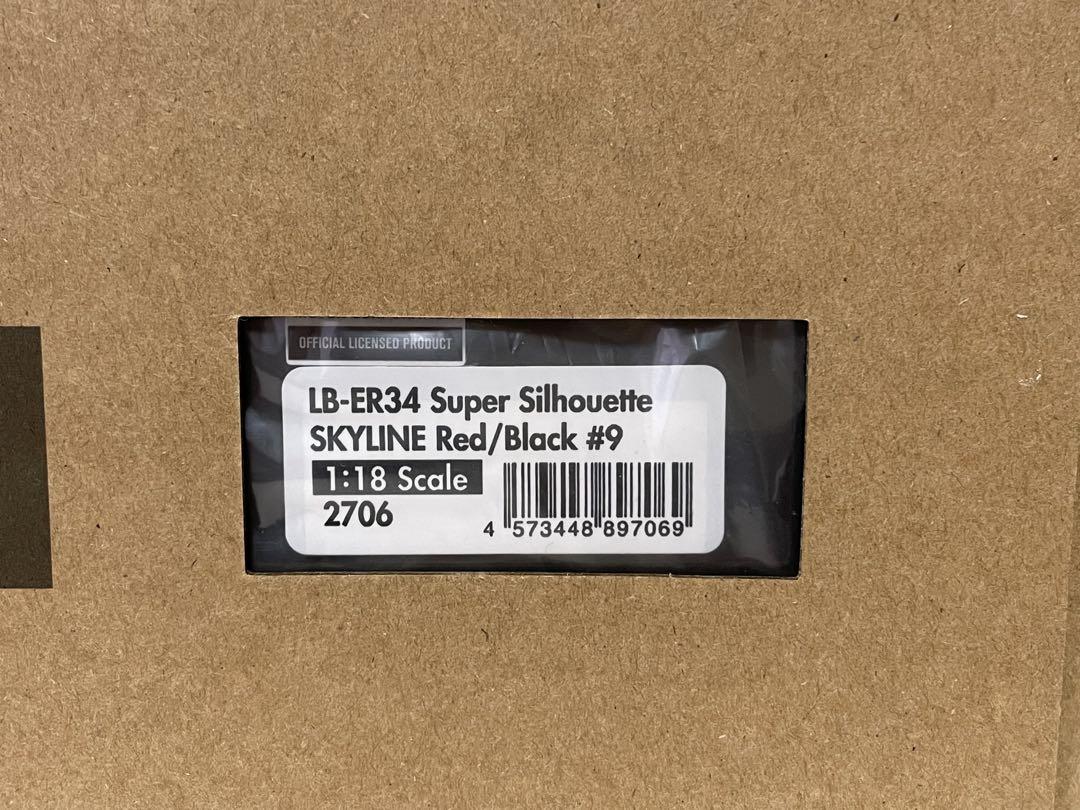 OFFICIAL LICENSED PRODUCT
LB-ER34 Super Silhouette
SKYLINE Red/Black #9
1:18 Scale
2706
4 573448 897069